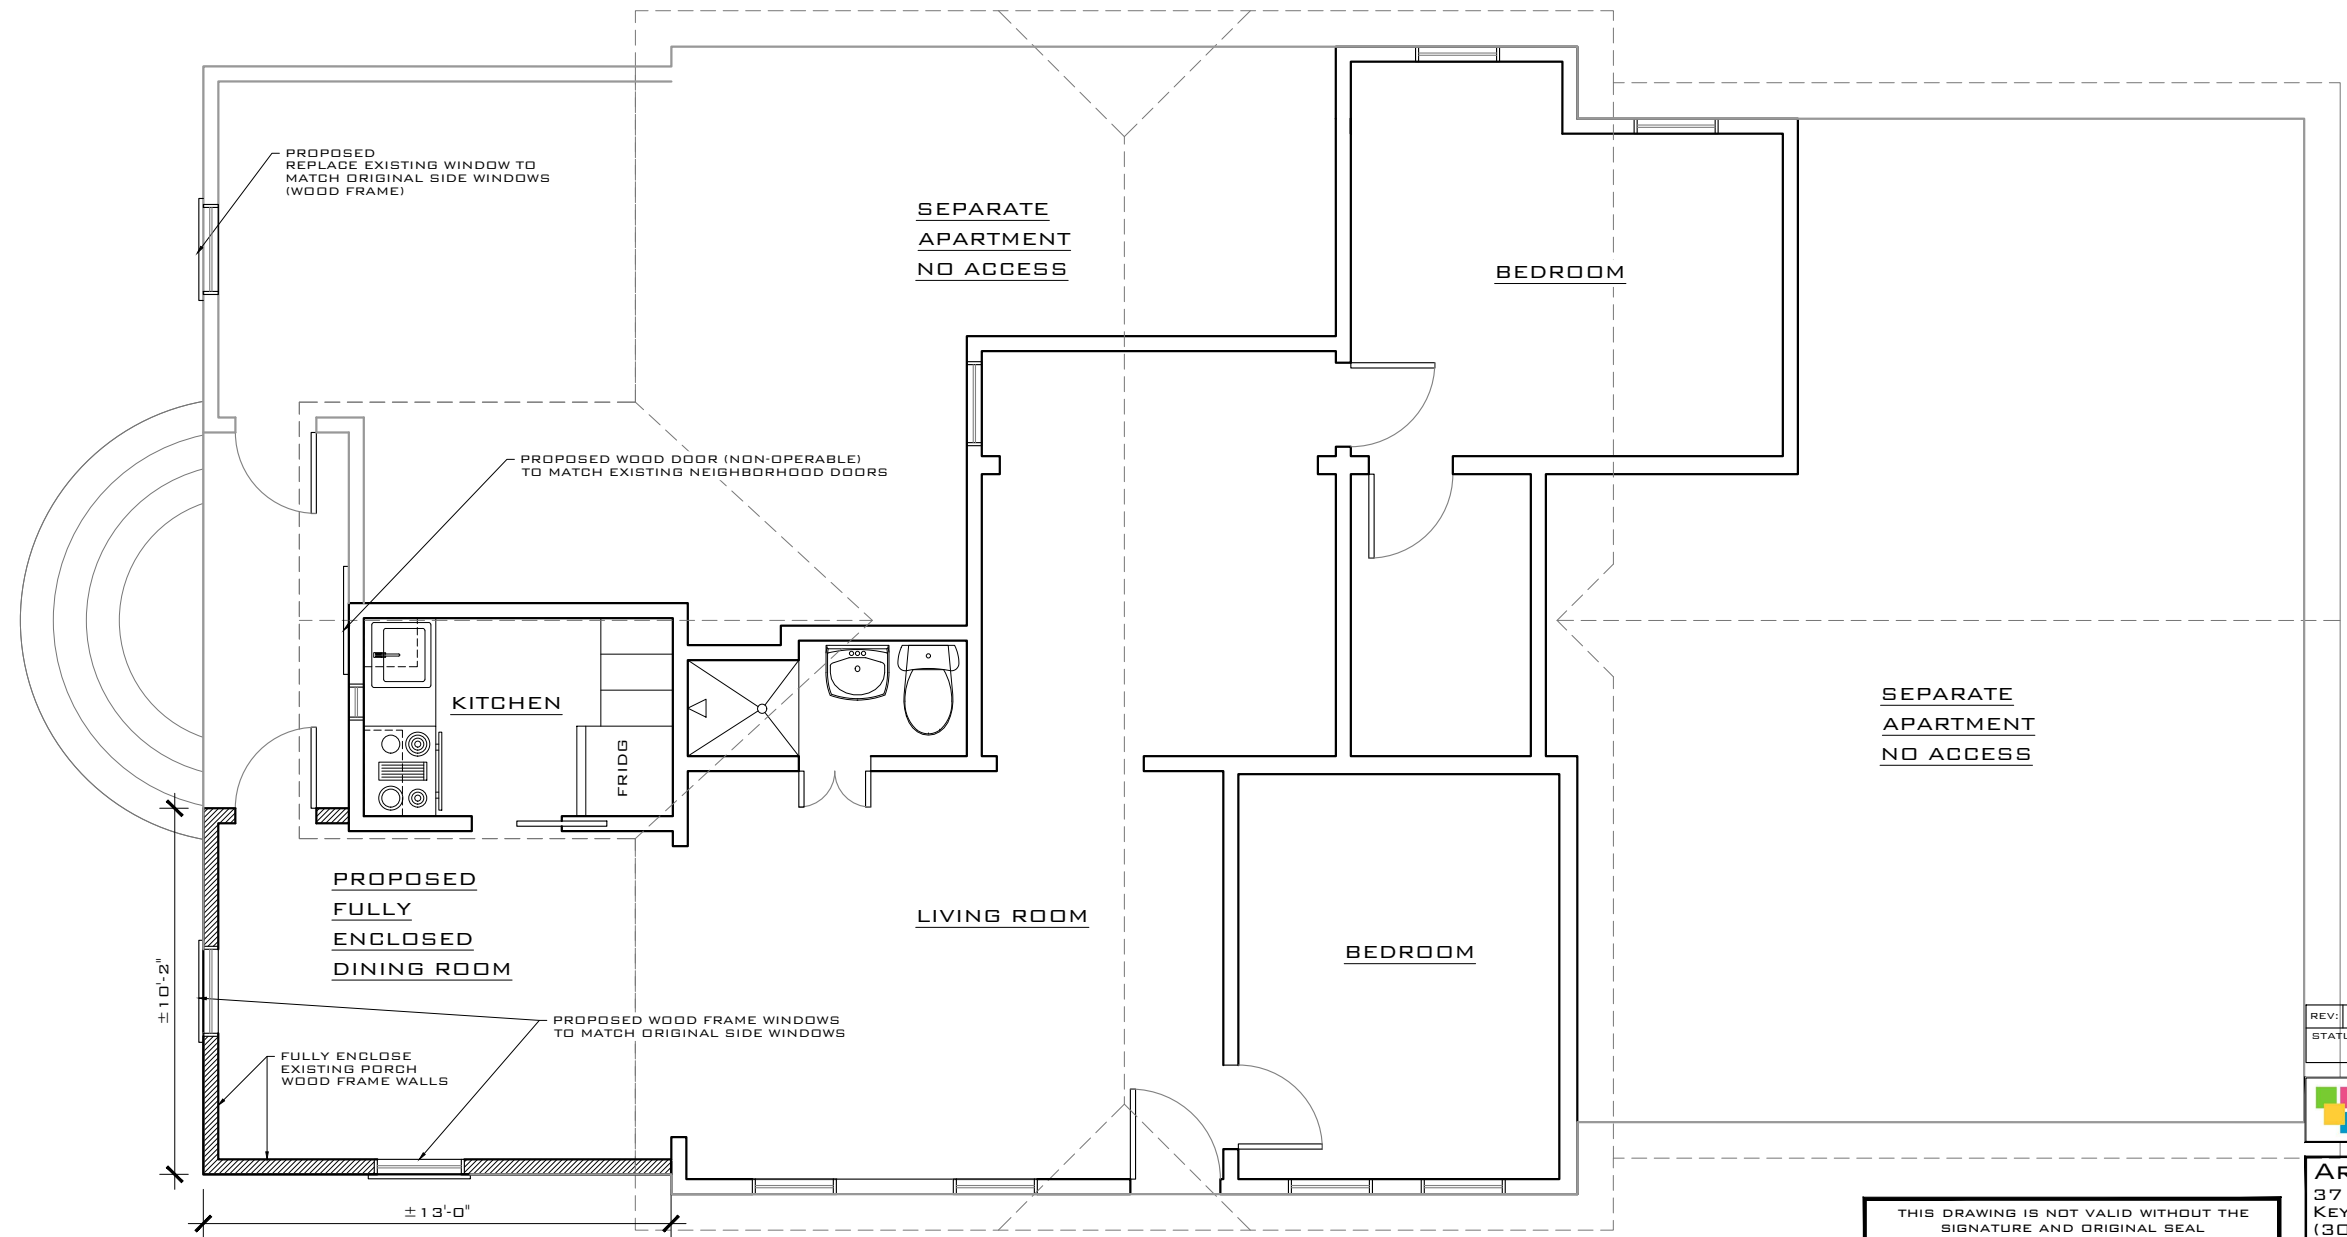 PROPOSED
REPLACE EXISTING WINDOW TO
MATCH ORIGINAL SIDE WINDOWS
(WOOD FRAME)
SEPARATE
APARTMENT
NO ACCESS
BEDROOM
PROPOSED WOOD DOOR (NON-OPERABLE)
TO MATCH EXISTING NEIGHBORHOOD DOORS
KITCHEN
FRIDG
SEPARATE
APARTMENT
NO ACCESS
PROPOSED
FULLY
ENCLOSED
DINING ROOM
LIVING ROOM
BEDROOM
±10'-2"
PROPOSED WOOD FRAME WINDOWS
TO MATCH ORIGINAL SIDE WINDOWS
FULLY ENCLOSE
EXISTING PORCH
WOOD FRAME WALLS
±13'-0"
REV:
THIS DRAWING IS NOT VALID WITHOUT THE
SIGNATURE AND ORIGINAL SEAL
37